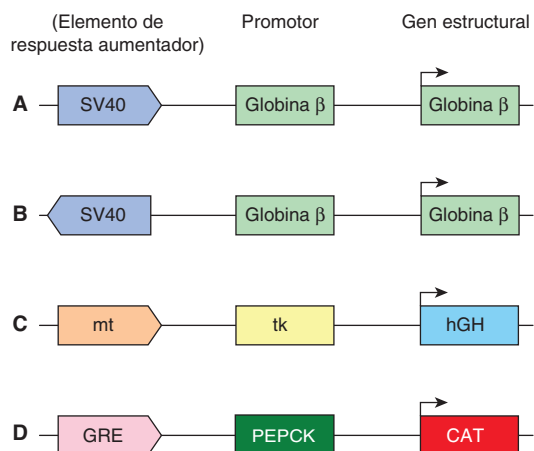 (Elemento de
respuesta aumentador)
Promotor
Gen estructural
A SV40 Globina β Globina β
B SV40 Globina β Globina β
C mt tk hGH
D GRE PEPCK CAT